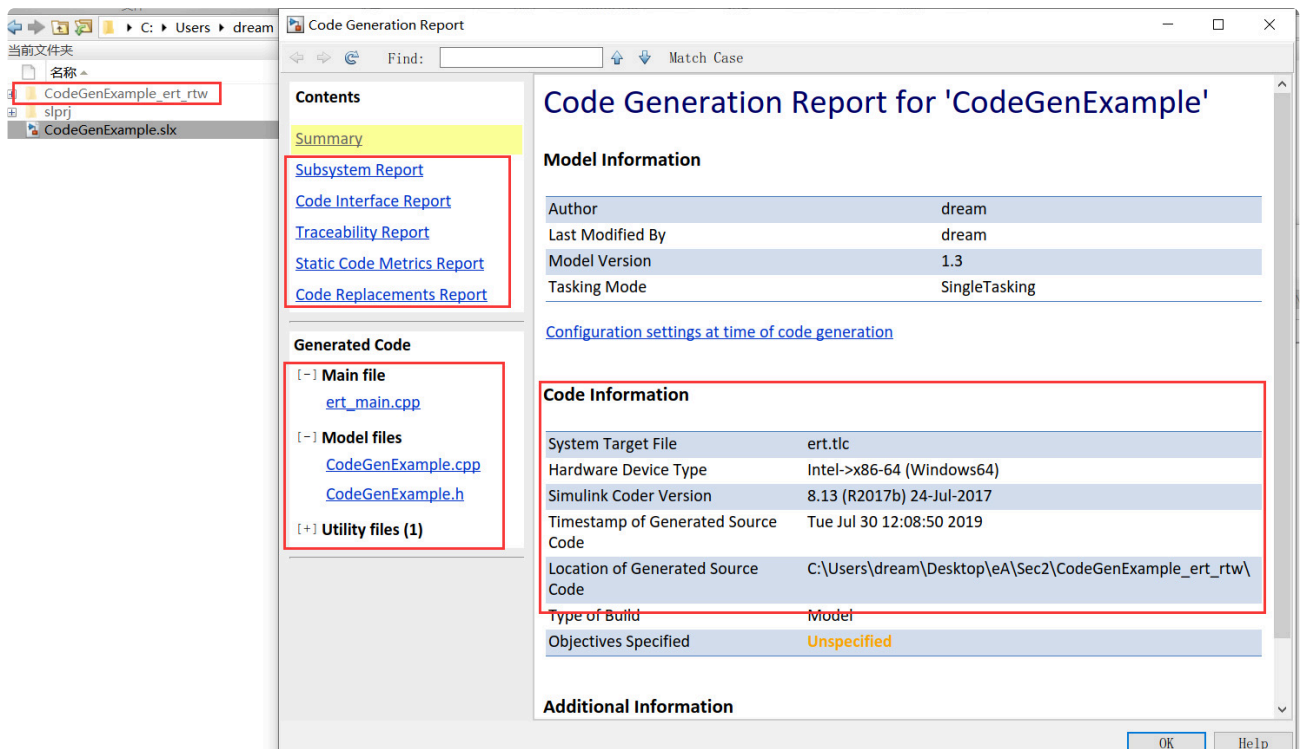 C: ▸ Users ▸ dream
当前文件夹
名称
CodeGenExample_ert_rtw
slprj
CodeGenExample.slx
Code Generation Report
Find:
Match Case
Contents
Summary
Subsystem Report
Code Interface Report
Traceability Report
Static Code Metrics Report
Code Replacements Report
Generated Code
[-] Main file
ert_main.cpp
[-] Model files
CodeGenExample.cpp
CodeGenExample.h
[+] Utility files (1)
Code Generation Report for 'CodeGenExample'
Model Information
Author dream
Last Modified By dream
Model Version 1.3
Tasking Mode SingleTasking
Configuration settings at time of code generation
Code Information
System Target File ert.tlc
Hardware Device Type Intel->x86-64 (Windows64)
Simulink Coder Version 8.13 (R2017b) 24-Jul-2017
Timestamp of Generated Source Tue Jul 30 12:08:50 2019
Code
Location of Generated Source C:\Users\dream\Desktop\eA\Sec2\CodeGenExample_ert_rtw\
Code
Type of Build Model
Objectives Specified Unspecified
Additional Information
OK Help